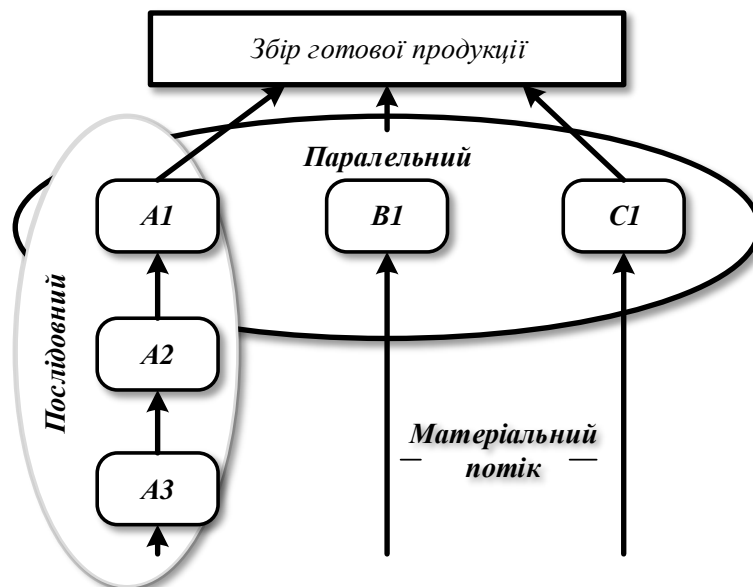 Збір готової продукції
Паралельний
A1
B1
C1
Послідовний
A2
Матеріальний
потік
A3